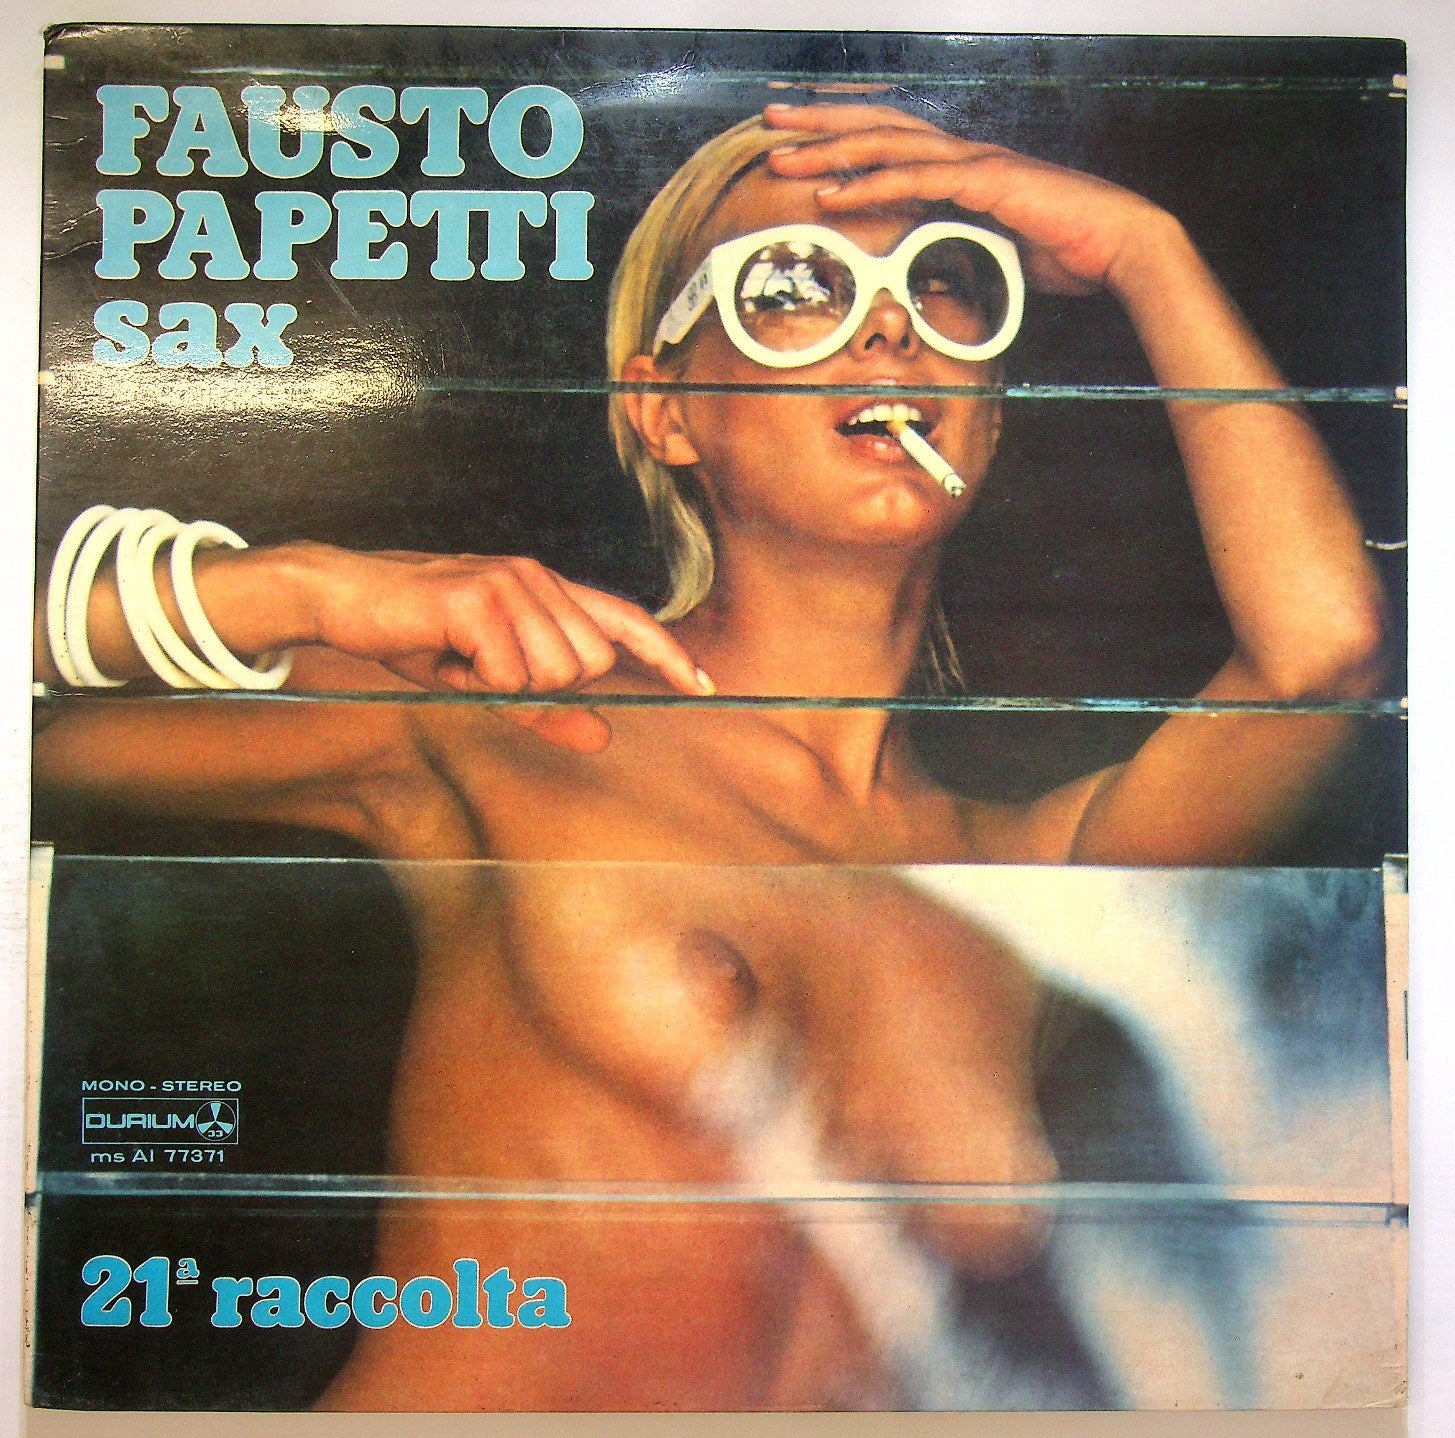 FAUSTO
PAPETTI
sax
MONO - STEREO
DURIUM
33
ms AI 77371
21ª raccolta